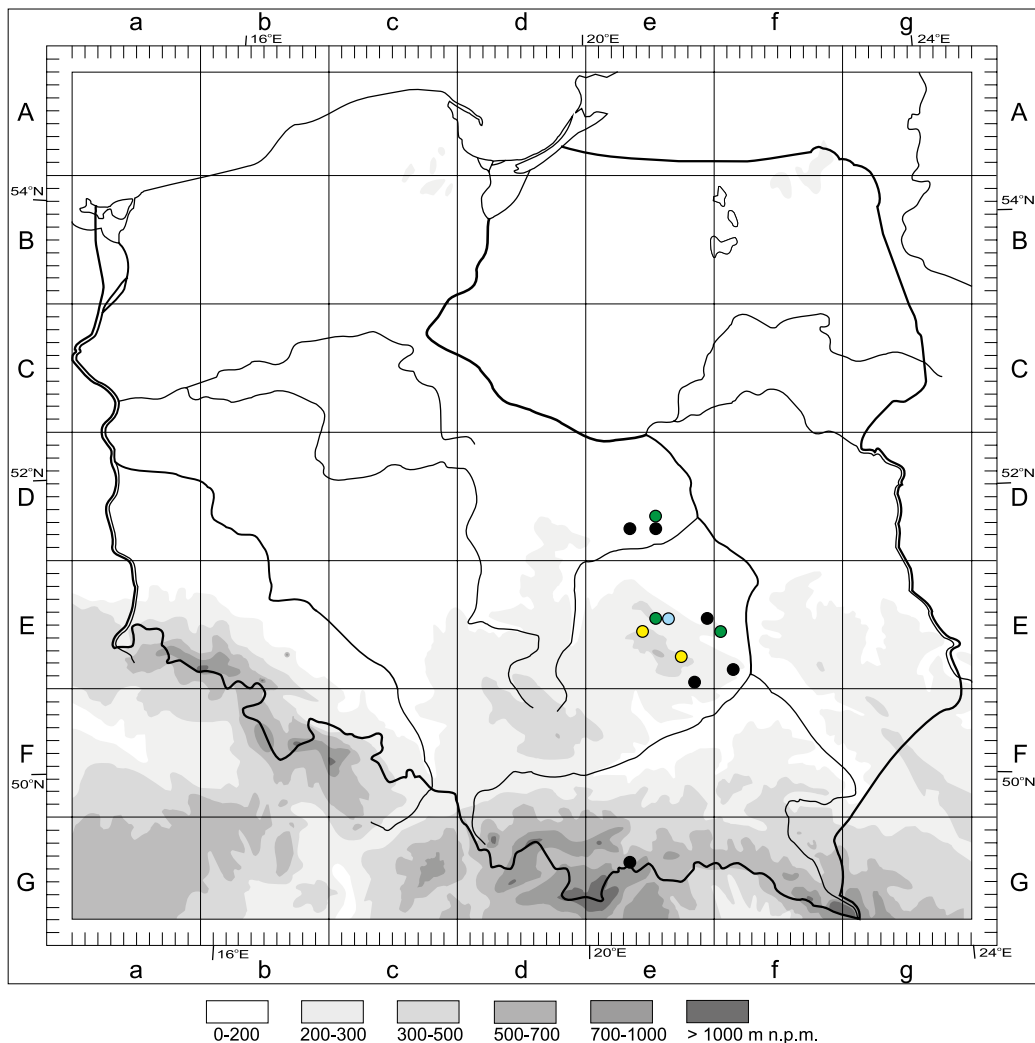 a b c d e f g
16°E 20°E 24°E
A A
54°N 54°N
B B
C C
52°N 52°N
D D
E E
F F
50°N 50°N
G G
16°E 20°E 24°E
a b c d e f g
0-200 200-300 300-500 500-700 700-1000 > 1000 m n.p.m.